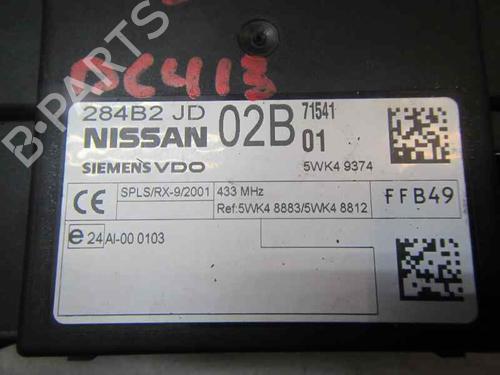 B-PARTS
BC413
284B2 JD 02B 71541
NISSAN 01
SIEMENS VDO 5WK4 9374
CE SPLS/RX-9/2001 433 MHz FFB49
Ref:5WK4 8883/5WK4 8812
e 24 AI-00 0103